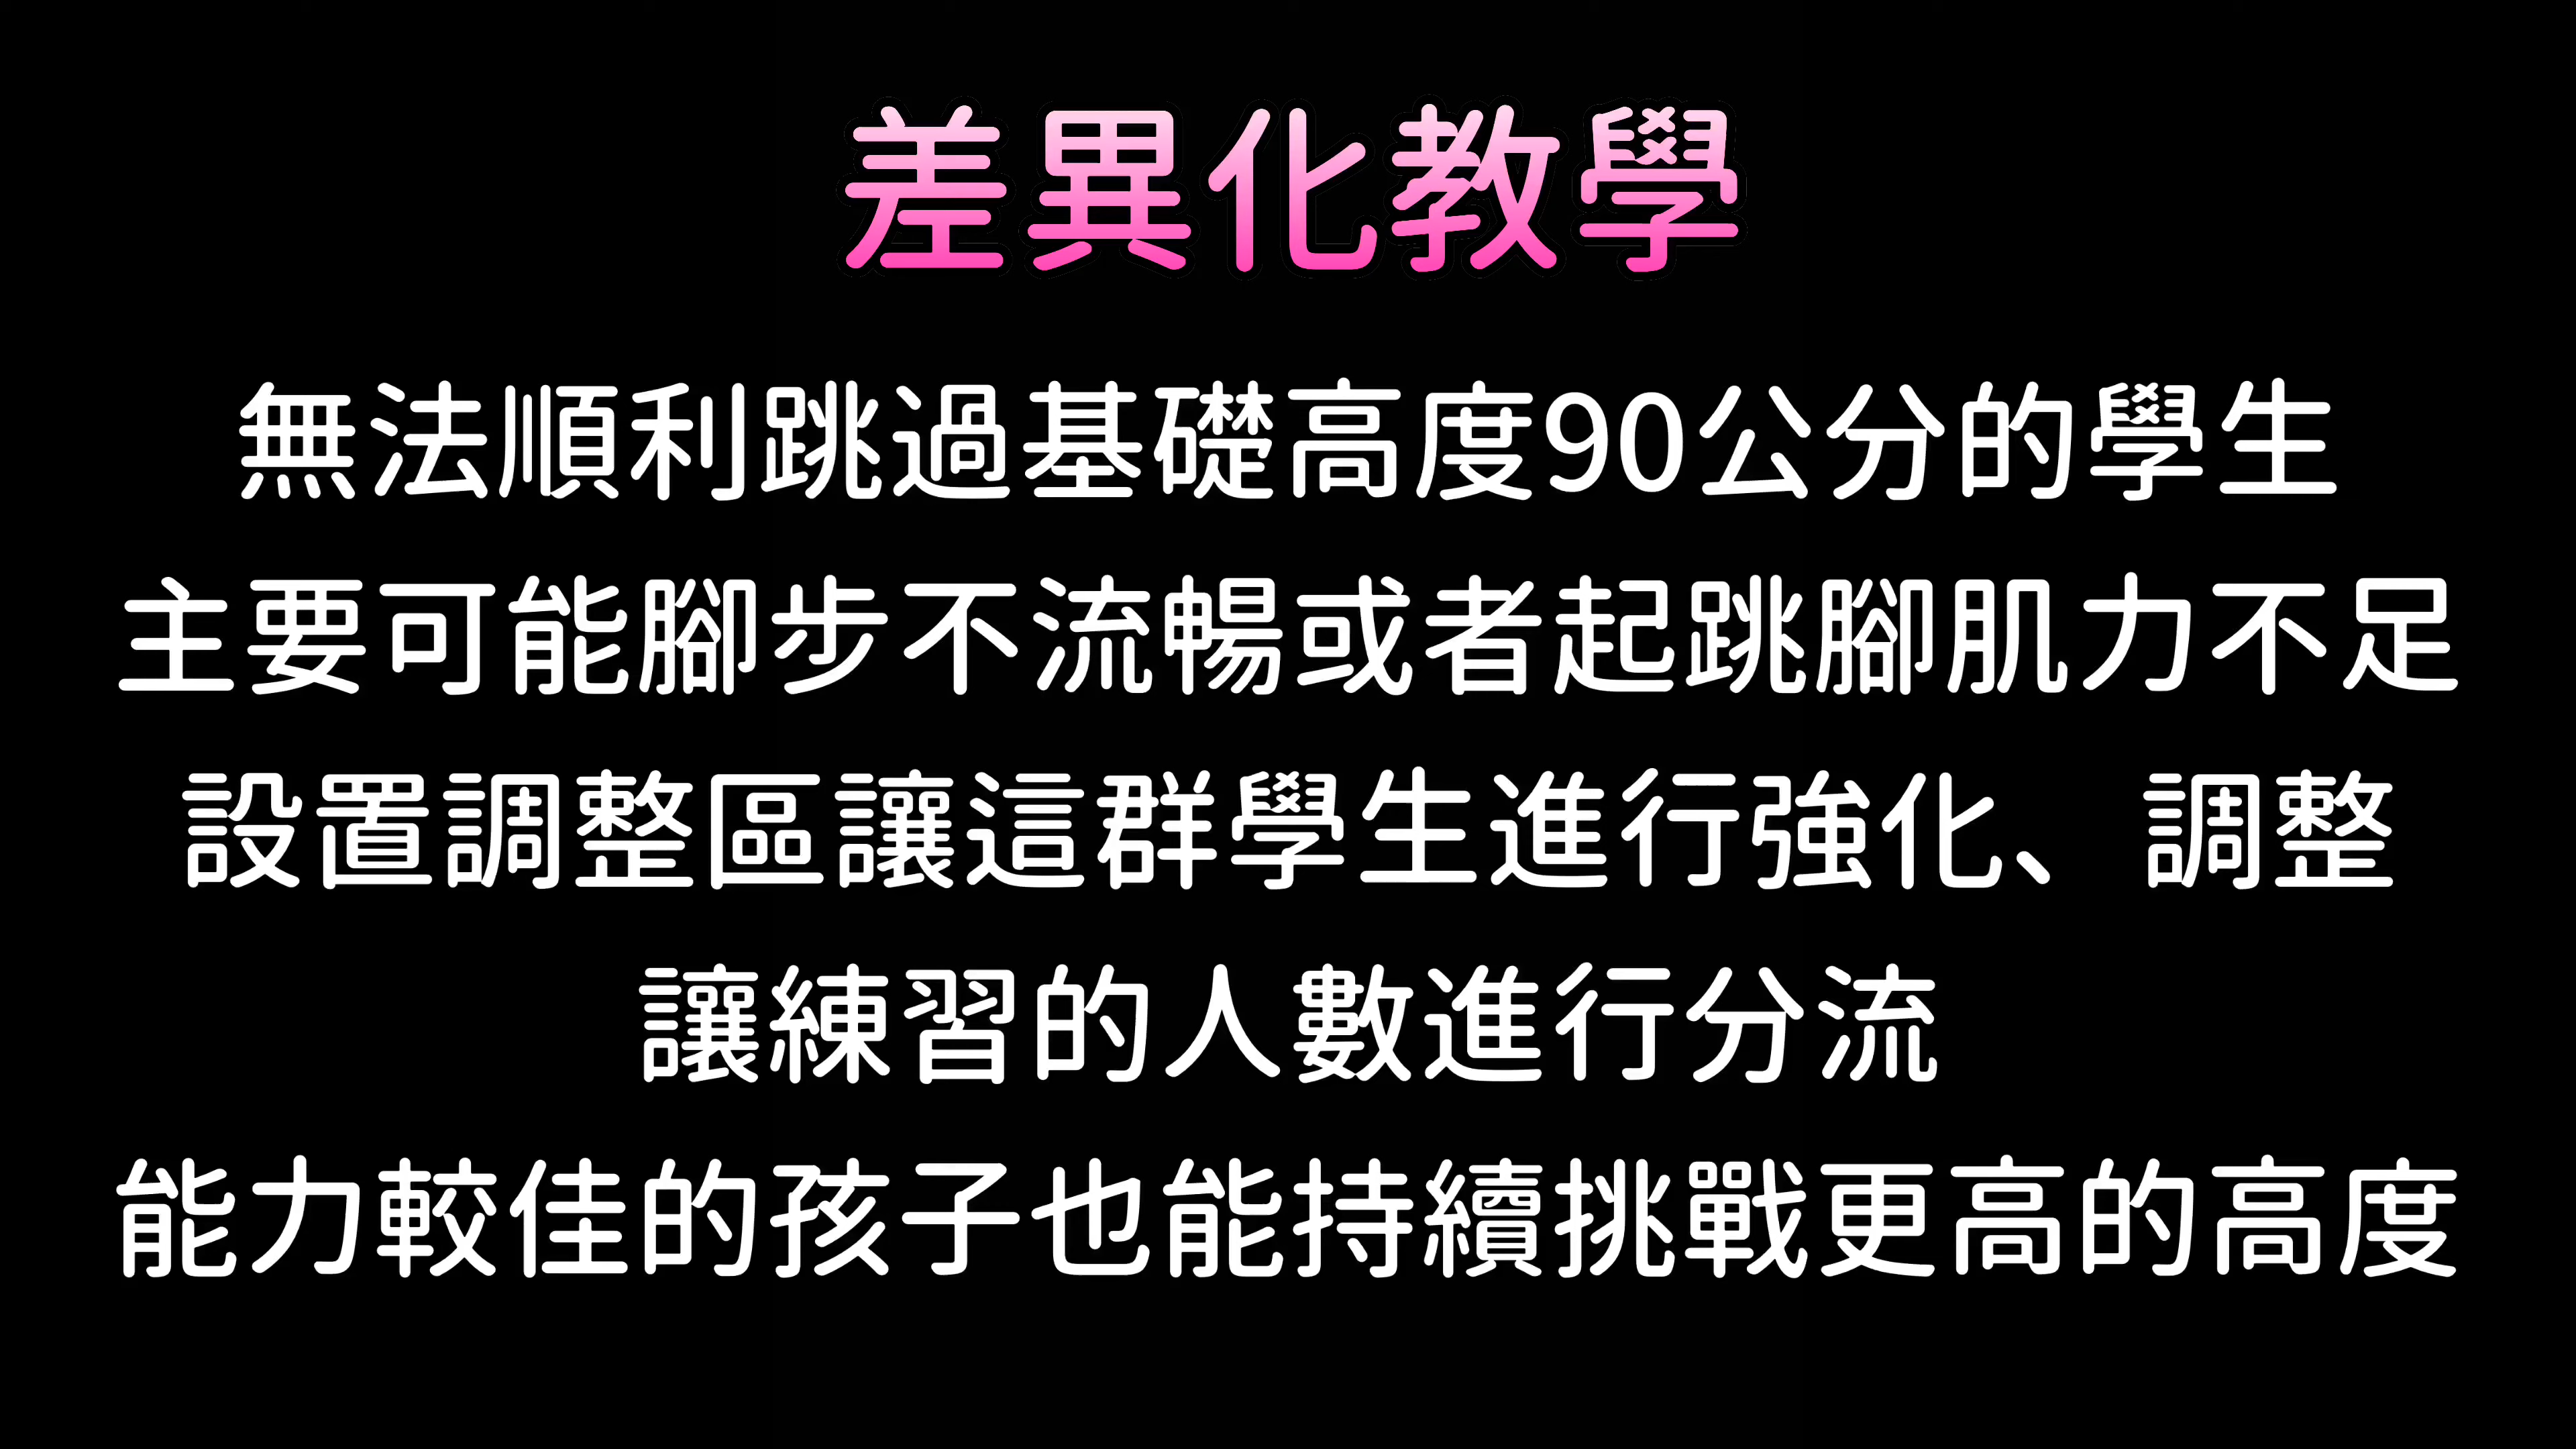 差異化教學
無法順利跳過基礎高度90公分的學生
主要可能腳步不流暢或者起跳腳肌力不足
設置調整區讓這群學生進行強化、調整
讓練習的人數進行分流
能力較佳的孩子也能持續挑戰更高的高度